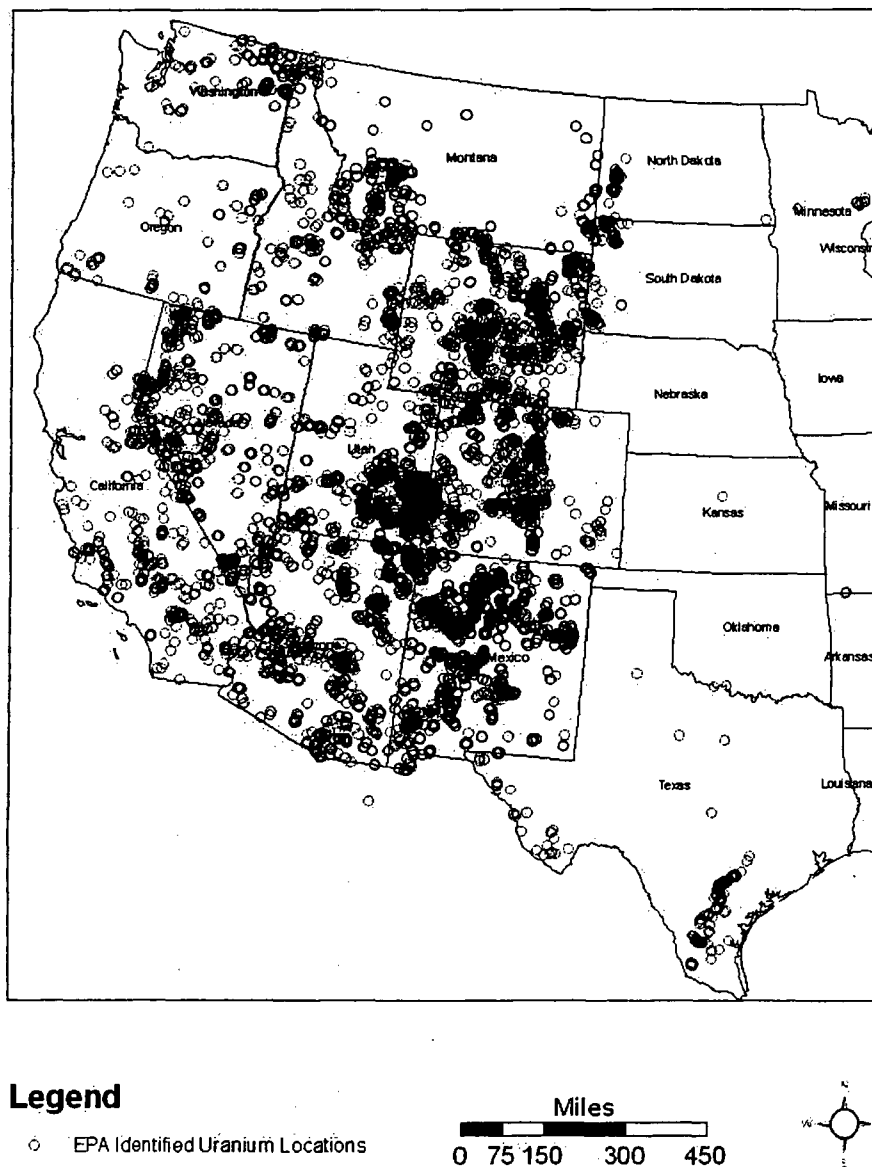 Washington
Montana
North Dakota
Minnesota
Oregon
Wisconsin
South Dakota
Iowa
Nebraska
Utah
California
Kansas
Missouri
Oklahoma
Mexico
Arkansas
Texas
Louisiana
Legend
EPA Identified Uranium Locations
Miles
0 75 150 300 450
N
W
S